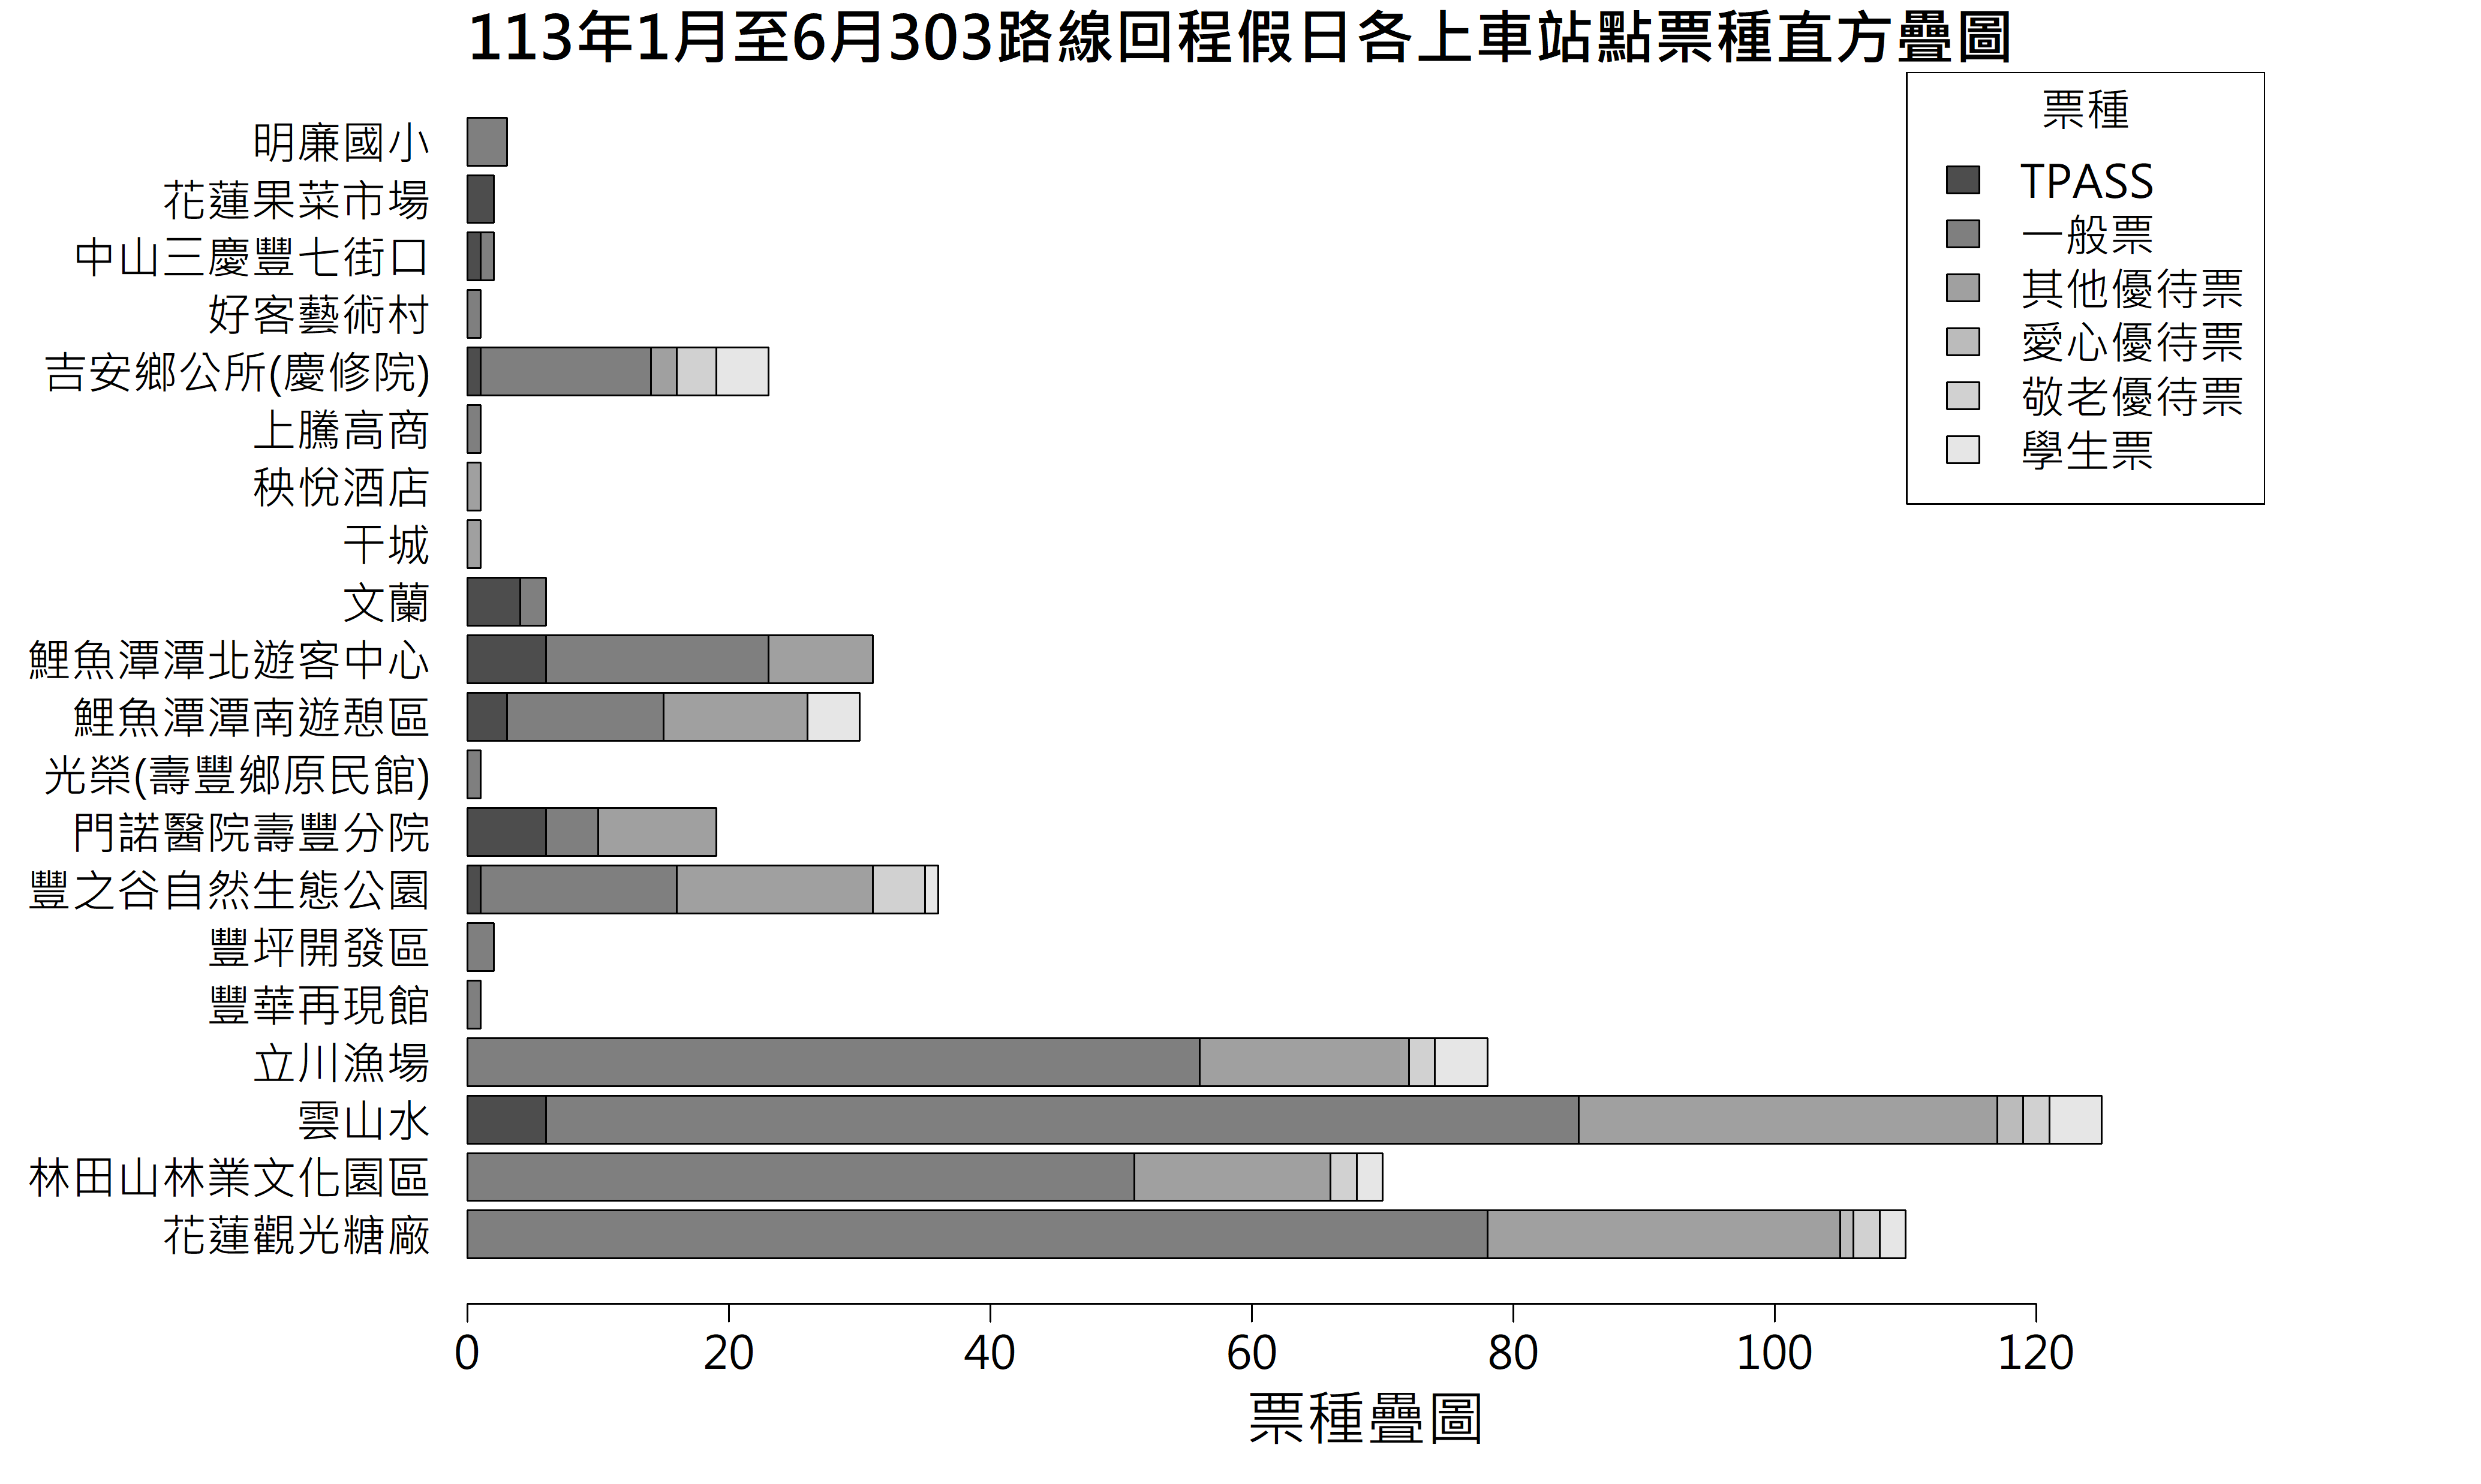 113年1月至6月303路線回程假日各上車站點票種直方疊圖
票種
TPASS
一般票
其他優待票
愛心優待票
敬老優待票
學生票
明廉國小
花蓮果菜市場
中山三慶豐七街口
好客藝術村
吉安鄉公所(慶修院)
上騰高商
秧悅酒店
干城
文蘭
鯉魚潭潭北遊客中心
鯉魚潭潭南遊憩區
光榮(壽豐鄉原民館)
門諾醫院壽豐分院
豐之谷自然生態公園
豐坪開發區
豐華再現館
立川漁場
雲山水
林田山林業文化園區
花蓮觀光糖廠
0 20 40 60 80 100 120
票種疊圖